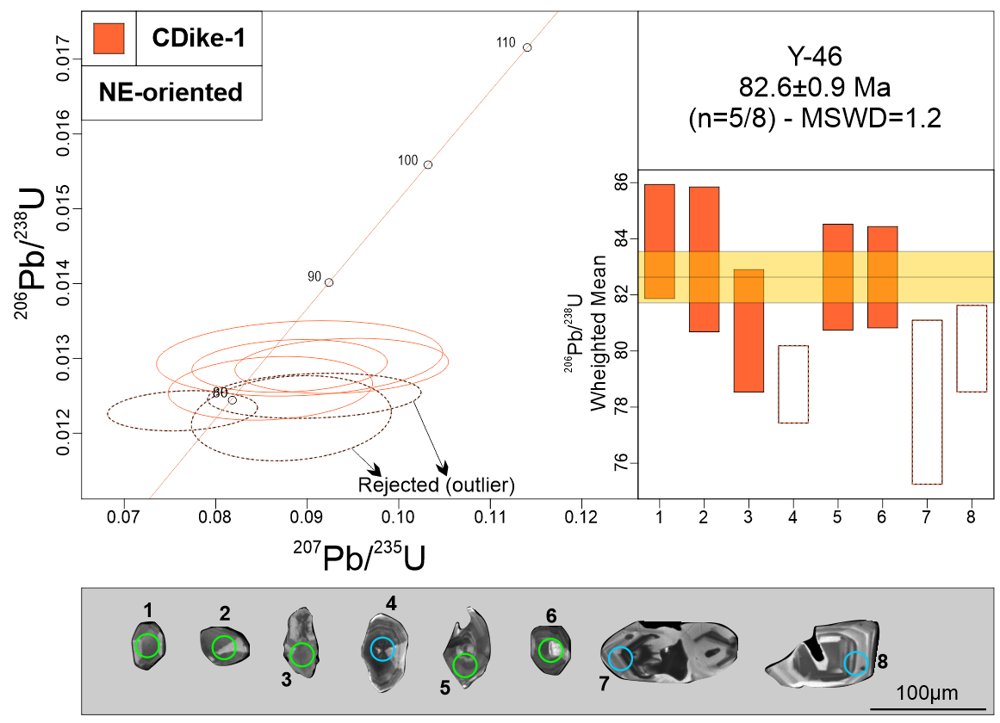 CDike-1
NE-oriented
110
100
90
80
Rejected (outlier)
0.017
0.016
0.015
0.014
0.013
0.012
206Pb/238U
0.07 0.08 0.09 0.10 0.11 0.12
207Pb/235U
Y-46
82.6±0.9 Ma
(n=5/8) - MSWD=1.2
86
84
82
80
78
76
206Pb/238U
Wheighted Mean
1 2 3 4 5 6 7 8
1 2 3 4 5 6 7 8
100µm